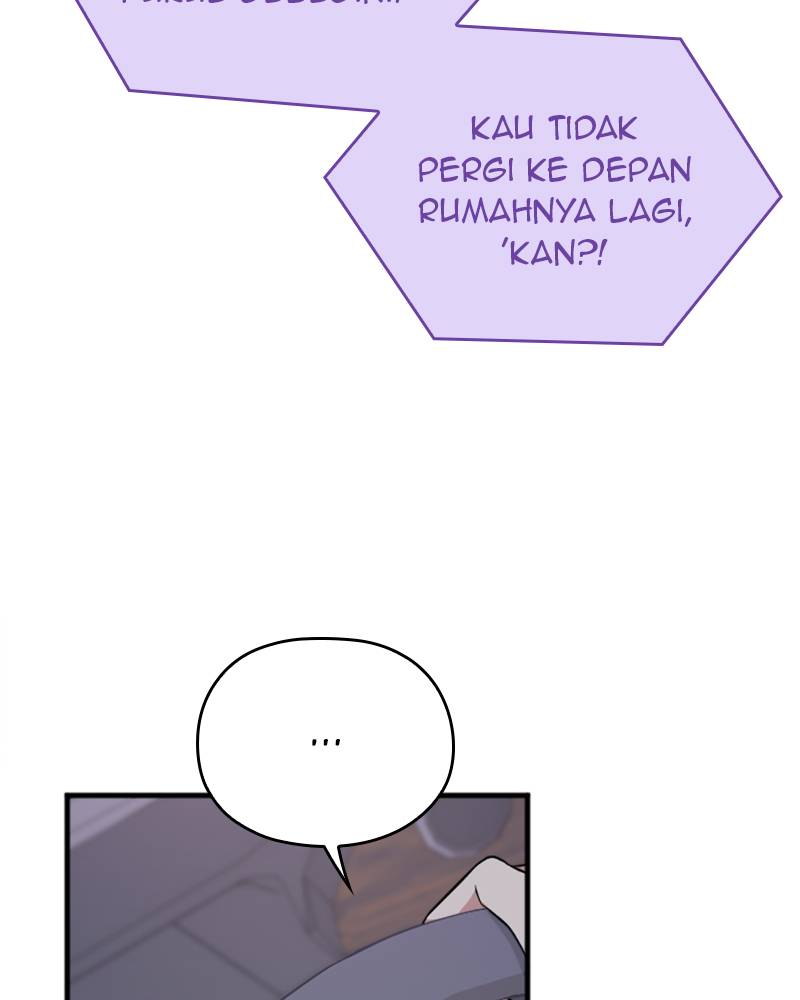 KAU TIDAK
PERGI KE DEPAN
RUMAHNYA LAGI,
'KAN?!
...